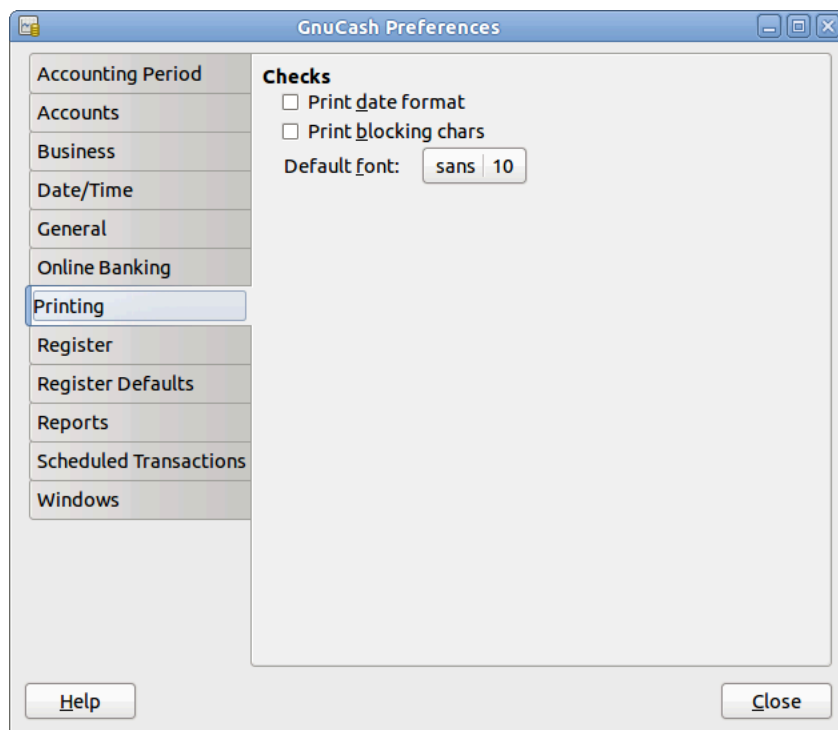 GnuCash Preferences
Accounting Period
Accounts
Business
Date/Time
General
Online Banking
Printing
Register
Register Defaults
Reports
Scheduled Transactions
Windows
Checks
Print date format
Print blocking chars
Default font: sans 10
Help
Close